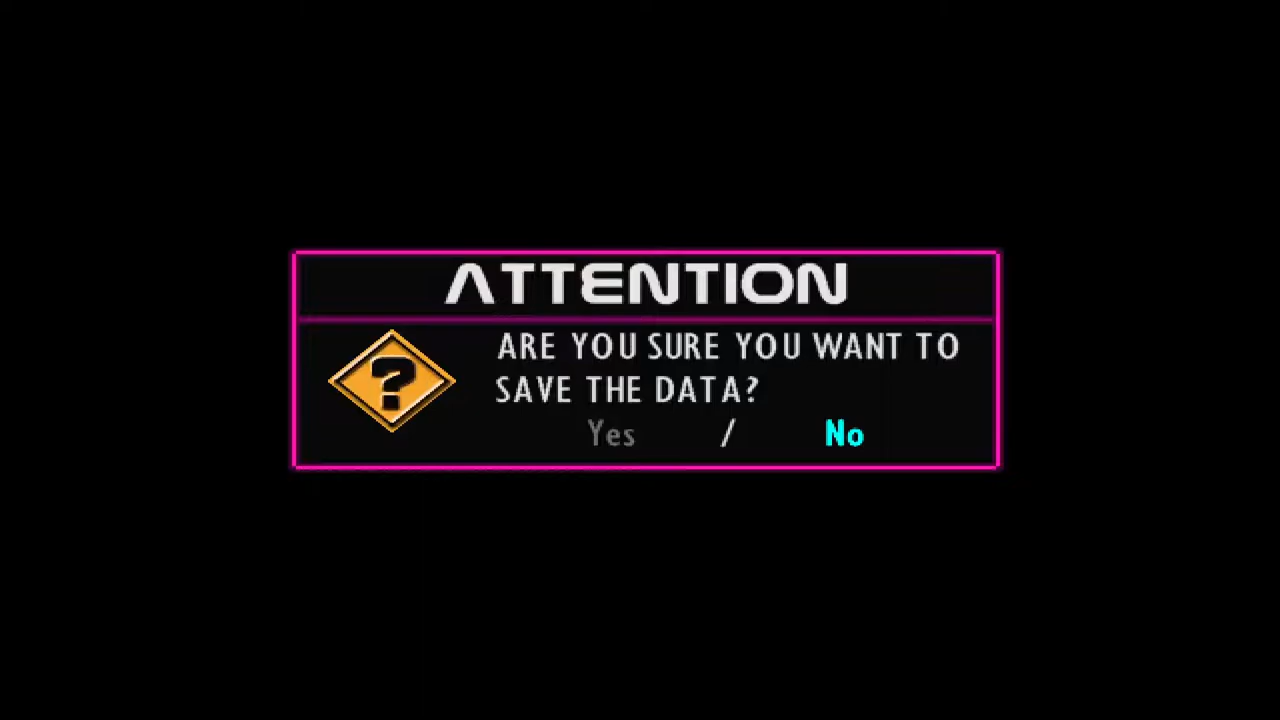 ATTENTION
ARE YOU SURE YOU WANT TO
SAVE THE DATA?
Yes / No